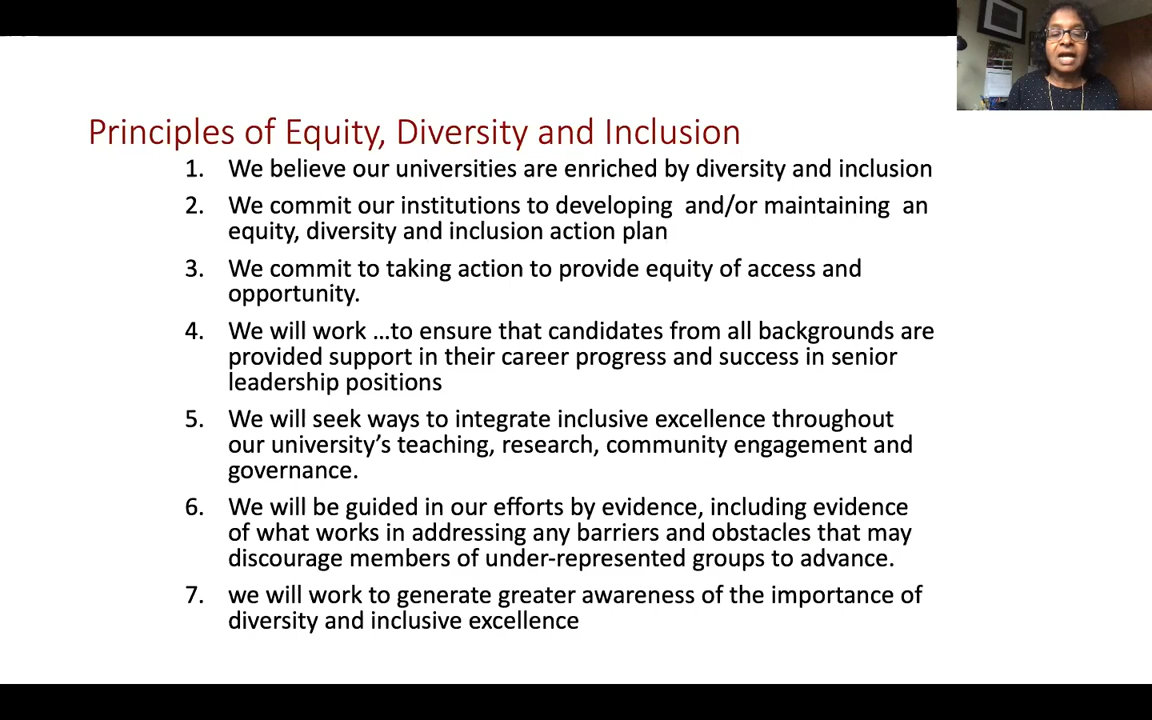 Principles of Equity, Diversity and Inclusion
1. We believe our universities are enriched by diversity and inclusion
2. We commit our institutions to developing  and/or maintaining  an
equity, diversity and inclusion action plan
3. We commit to taking action to provide equity of access and
opportunity.
4. We will work …to ensure that candidates from all backgrounds are
provided support in their career progress and success in senior
leadership positions
5. We will seek ways to integrate inclusive excellence throughout
our university’s teaching, research, community engagement and
governance.
6. We will be guided in our efforts by evidence, including evidence
of what works in addressing any barriers and obstacles that may
discourage members of under-represented groups to advance.
7. we will work to generate greater awareness of the importance of
diversity and inclusive excellence